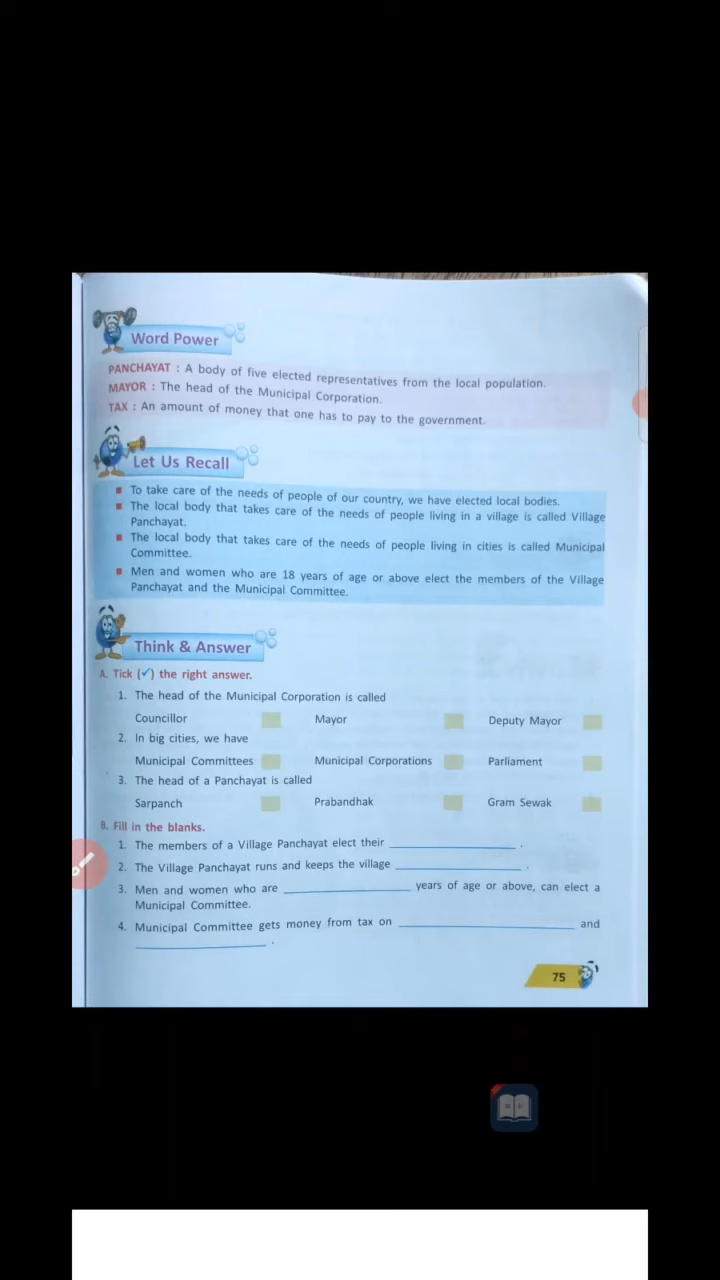 Word Power
PANCHAYAT : A body of five elected representatives from the local population.
MAYOR : The head of the Municipal Corporation.
TAX : An amount of money that one has to pay to the government.
Let Us Recall
To take care of the needs of people of our country, we have elected local bodies.
The local body that takes care of the needs of people living in a village is called Village
Panchayat.
The local body that takes care of the needs of people living in cities is called Municipal
Committee.
Men and women who are 18 years of age or above elect the members of the Village
Panchayat and the Municipal Committee.
Think & Answer
A. Tick (✓) the right answer.
1. The head of the Municipal Corporation is called
Councillor Mayor Deputy Mayor
2. In big cities, we have
Municipal Committees Municipal Corporations Parliament
3. The head of a Panchayat is called
Sarpanch Prabandhak Gram Sewak
B. Fill in the blanks.
1. The members of a Village Panchayat elect their ____________ .
2. The Village Panchayat runs and keeps the village ____________ .
3. Men and women who are ____________ years of age or above, can elect a
Municipal Committee.
4. Municipal Committee gets money from tax on ____________ and
____________ .
75